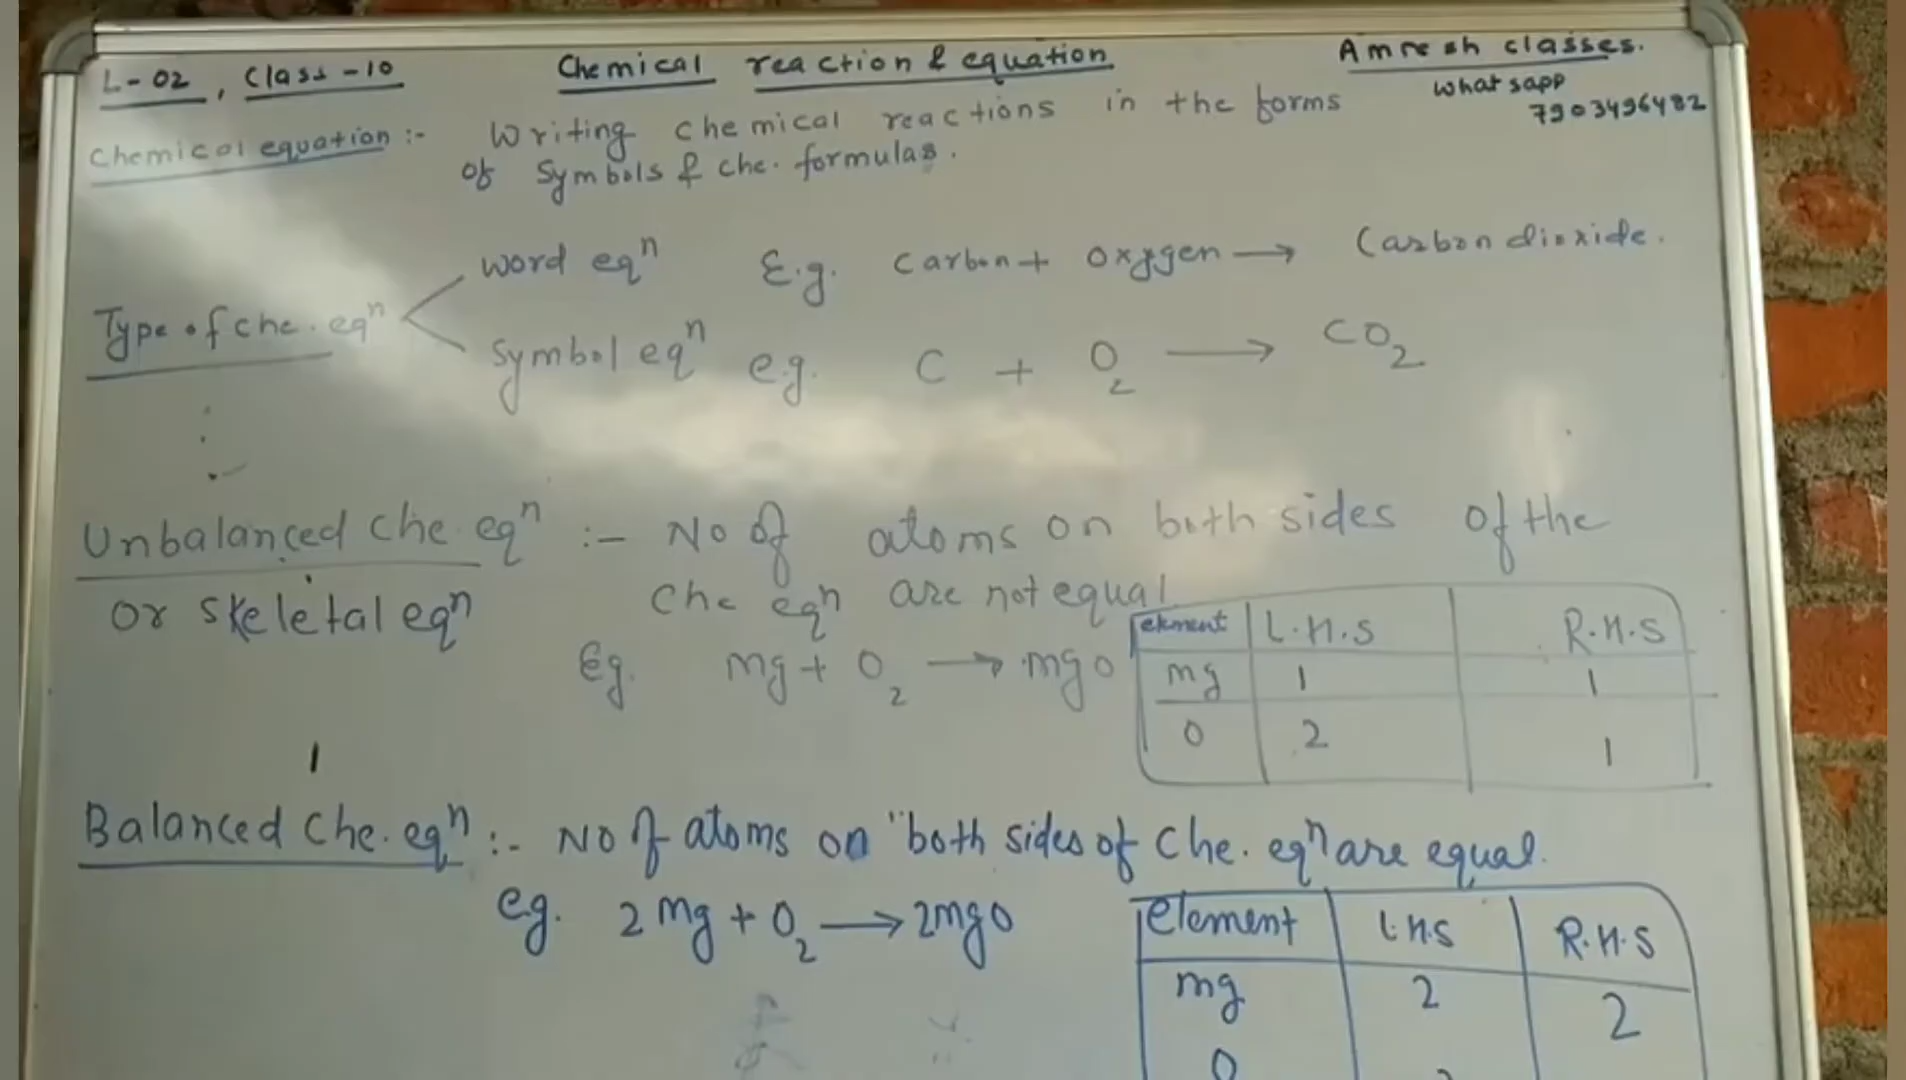 L-02, Class-10
Chemical reaction & equation
Amresh classes.
whatsapp
7903496482
Chemical equation :- Writing chemical reactions in the forms
of Symbols & che. formulas.
Type of che. eqⁿ
word eqⁿ E.g. Carbon + Oxygen → Carbon dioxide.
Symbol eqⁿ e.g. C + O₂ → CO₂
Unbalanced Che. eqⁿ :- No of atoms on both sides of the
or skeletal eqⁿ
che eqⁿ are not equal
Eg. mg + O₂ → mgo
element L.H.S R.H.S
mg 1 1
O 2 1
Balanced Che. eqⁿ :- No of atoms on "both sides of Che. eqⁿ are equal.
e.g. 2 Mg + O₂ → 2mgo
element L.H.S R.H.S
mg 2 2
O